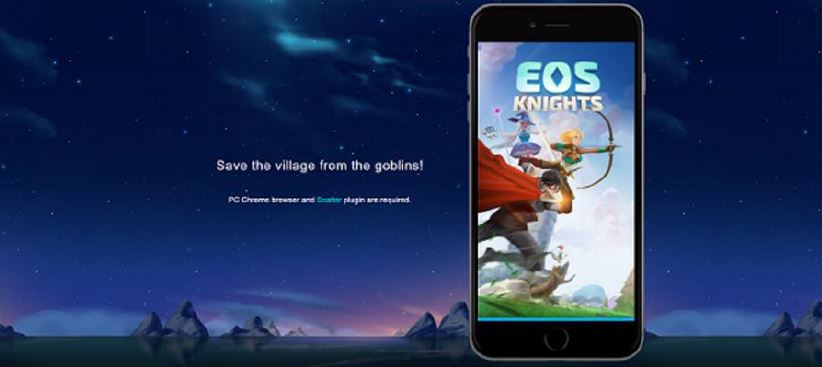 Save the village from the goblins!
PC Chrome browser and Scatter plugin are required.
EOS
KNIGHTS